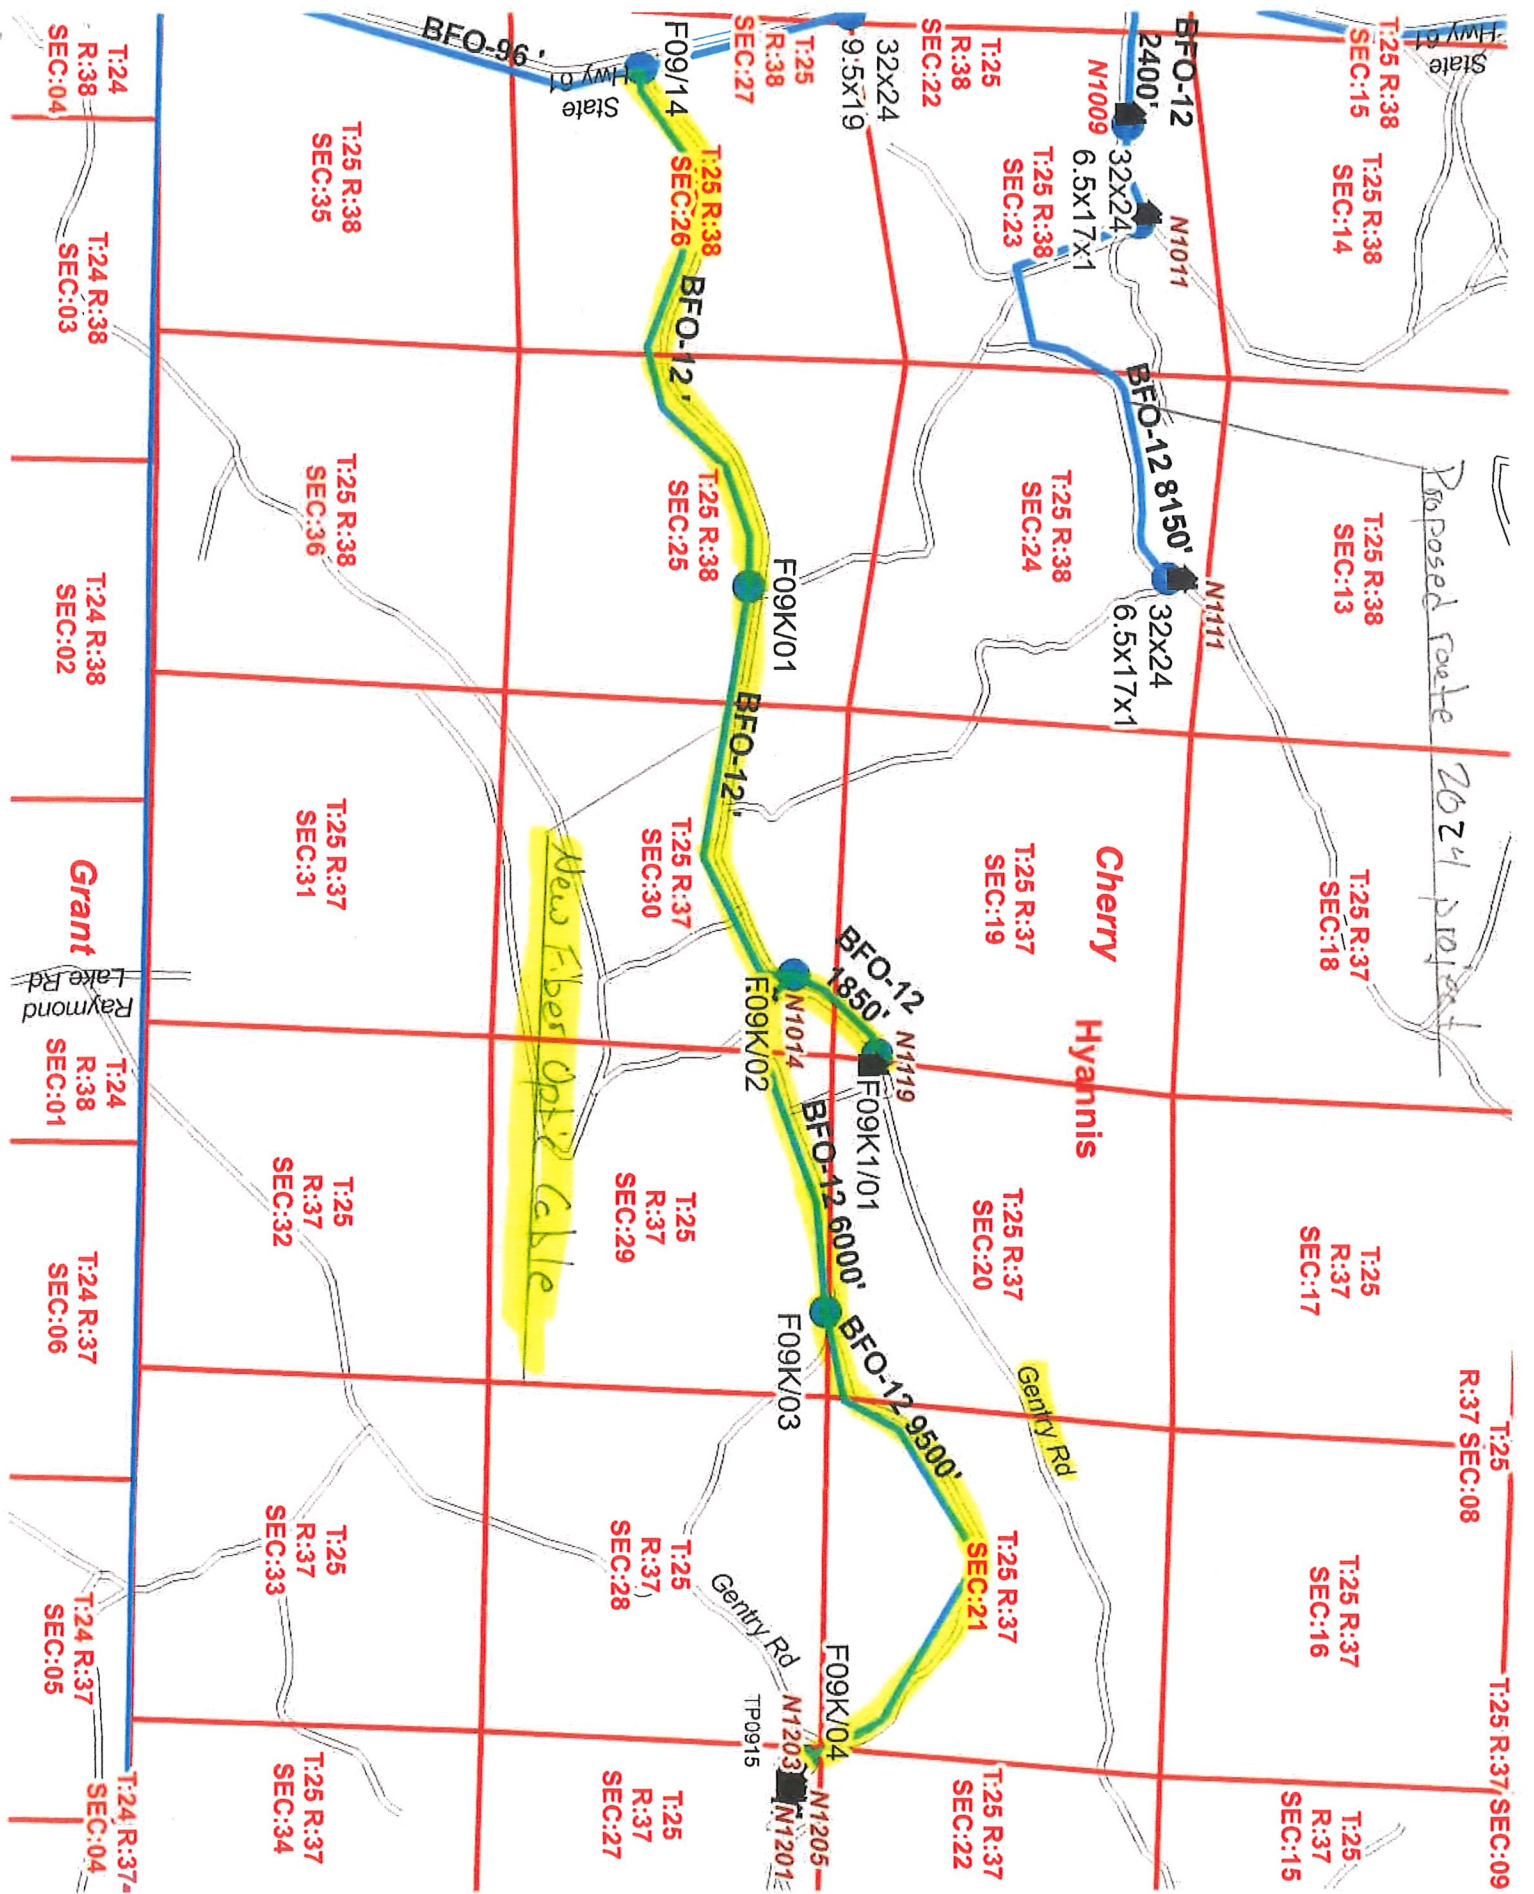 T:25 R:37 SEC:09
T:25
R:37 SEC:08
Proposed route 2024 project
State
Hwy 61
T:25 R:38
SEC:15
T:25 R:38
SEC:14
T:25 R:38
SEC:13
T:25 R:37
SEC:18
T:25
R:37
SEC:17
T:25 R:37
SEC:16
T:25
R:37
SEC:15
BFO-12
2400'
N1009
32x24
6.5x17x1
N1011
BFO-12 8150'
N1111
32x24
6.5x17x1
Cherry
Hyannis
T:25
R:38
SEC:22
T:25 R:38
SEC:23
T:25 R:38
SEC:24
T:25 R:37
SEC:19
T:25 R:37
SEC:20
Gentry Rd
T:25 R:37
SEC:21
T:25 R:37
SEC:22
32x24
9.5x19
T:25
R:38
SEC:27
F09/14
T:25 R:38
SEC:26
BFO-12 '
T:25 R:38
SEC:25
F09K/01
BFO-12 '
T:25 R:37
SEC:30
BFO-12
1850'
N1119
F09K1/01
N1014
F09K/02
BFO-12 6000'
F09K/03
BFO-12 9500'
F09K/04
N1205
N1203
N1201
TP0915
Gentry Rd
T:25
R:37
SEC:29
T:25
R:37
SEC:28
T:25
R:37
SEC:27
New Fiber Optic Cable
BFO-96 '
State
Hwy 61
T:25 R:38
SEC:35
T:25 R:38
SEC:36
T:25 R:37
SEC:31
T:25
R:37
SEC:32
T:25
R:37
SEC:33
T:25 R:37
SEC:34
T:24
R:38
SEC:04
T:24 R:38
SEC:03
T:24 R:38
SEC:02
Grant
Raymond
Lake Rd
T:24
R:38
SEC:01
T:24 R:37
SEC:06
T:24 R:37
SEC:05
T:24 R:37
SEC:04